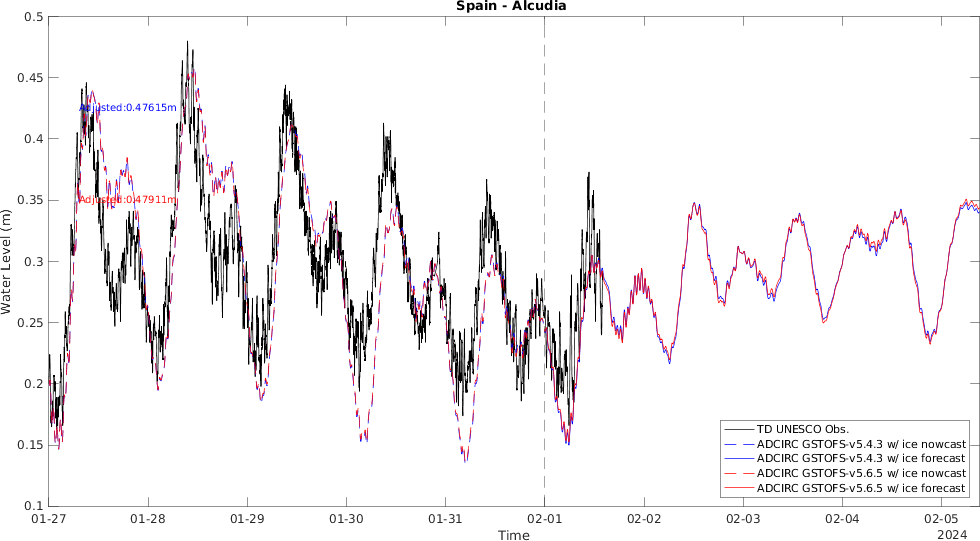 Spain - Alcudia
0.5
0.45
0.4
0.35
0.3
0.25
0.2
0.15
0.1
Water Level (m)
Adjusted:0.47615m
Adjusted:0.47911m
TD UNESCO Obs.
ADCIRC GSTOFS-v5.4.3 w/ ice nowcast
ADCIRC GSTOFS-v5.4.3 w/ ice forecast
ADCIRC GSTOFS-v5.6.5 w/ ice nowcast
ADCIRC GSTOFS-v5.6.5 w/ ice forecast
01-27 01-28 01-29 01-30 01-31 02-01 02-02 02-03 02-04 02-05
Time
2024